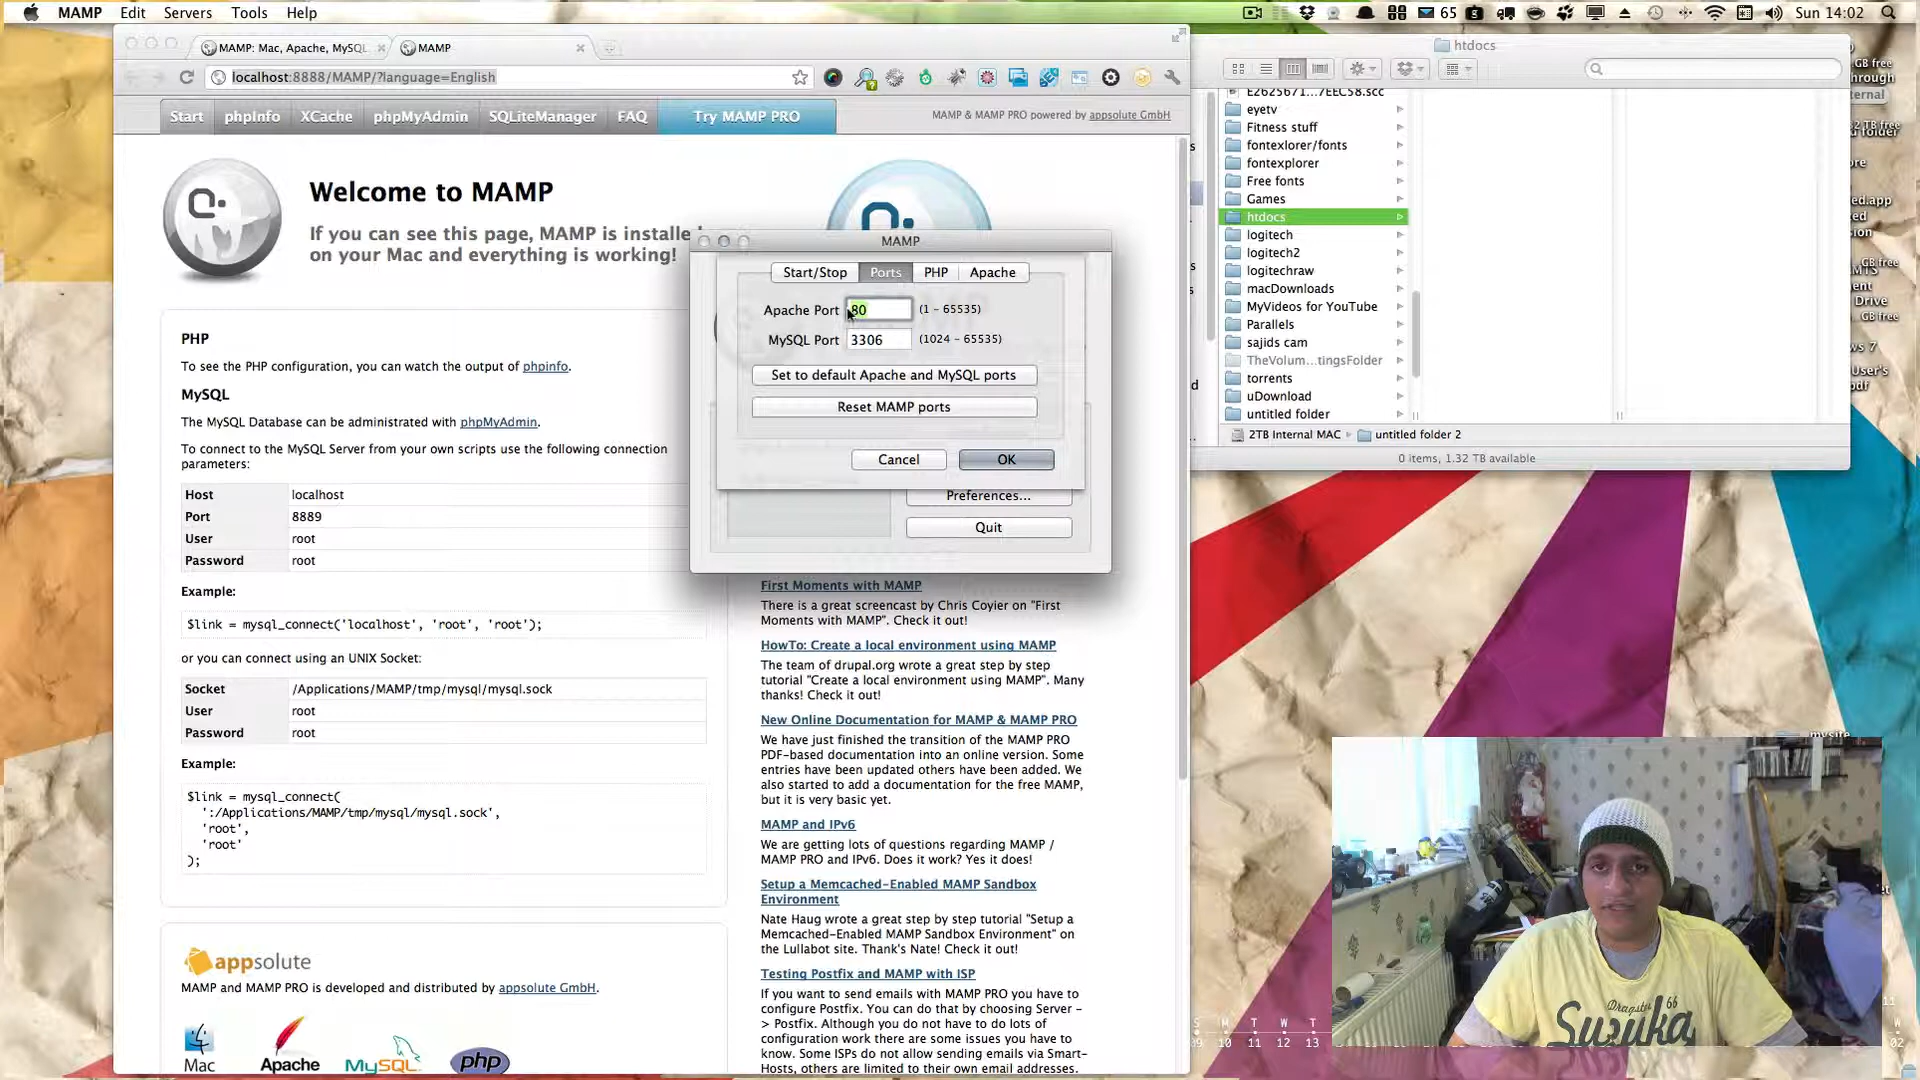 MAMP Edit Servers Tools Help
65
Sun 14:02
MAMP: Mac, Apache, MySQL
MAMP
localhost:8888/MAMP/?language=English
Start phpInfo XCache phpMyAdmin SQLiteManager FAQ Try MAMP PRO
MAMP & MAMP PRO powered by appsolute GmbH
Welcome to MAMP
If you can see this page, MAMP is installe
on your Mac and everything is working!
PHP
To see the PHP configuration, you can watch the output of phpinfo.
MySQL
The MySQL Database can be administrated with phpMyAdmin.
To connect to the MySQL Server from your own scripts use the following connection
parameters:
Host localhost
Port 8889
User root
Password root
Example:
$link = mysql_connect('localhost', 'root', 'root');
or you can connect using an UNIX Socket:
Socket /Applications/MAMP/tmp/mysql/mysql.sock
User root
Password root
Example:
$link = mysql_connect(
':/Applications/MAMP/tmp/mysql/mysql.sock',
'root',
'root'
);
appsolute
MAMP and MAMP PRO is developed and distributed by appsolute GmbH.
Mac Apache MySQL php
MAMP
Start/Stop Ports PHP Apache
Apache Port 80 (1 - 65535)
MySQL Port 3306 (1024 - 65535)
Set to default Apache and MySQL ports
Reset MAMP ports
Cancel OK
Preferences...
Quit
First Moments with MAMP
There is a great screencast by Chris Coyier on "First
Moments with MAMP". Check it out!
HowTo: Create a local environment using MAMP
The team of drupal.org wrote a great step by step
tutorial "Create a local environment using MAMP". Many
thanks! Check it out!
New Online Documentation for MAMP & MAMP PRO
We have just finished the transition of the MAMP PRO
PDF-based documentation into an online version. Some
entries have been updated others have been added. We
also started to add a documentation for the free MAMP,
but it is very basic yet.
MAMP and IPv6
We are getting lots of questions regarding MAMP /
MAMP PRO and IPv6. Does it work? Yes it does!
Setup a Memcached-Enabled MAMP Sandbox
Environment
Nate Haug wrote a great step by step tutorial "Setup a
Memcached-Enabled MAMP Sandbox Environment" on
the Lullabot site. Thank's Nate! Check it out!
Testing Postfix and MAMP with ISP
If you want to send emails with MAMP PRO you have to
configure Postfix. You can do that by choosing Server -
> Postfix. Although you do not have to do lots of
configuration work there are some issues you have to
know. Some ISPs do not allow sending emails via Smart-
Hosts, others are limited to their own email addresses.
htdocs
E2625671...7EEC58.scc
eyetv
Fitness stuff
fontexlorer/fonts
fontexplorer
Free fonts
Games
htdocs
logitech
logitech2
logitechraw
macDownloads
MyVideos for YouTube
Parallels
sajids cam
TheVolum...tingsFolder
torrents
uDownload
untitled folder
2TB Internal MAC untitled folder 2
0 items, 1.32 TB available
mysite
S M T W T
09 10 11 12 13
Dragster 66
Suzuka